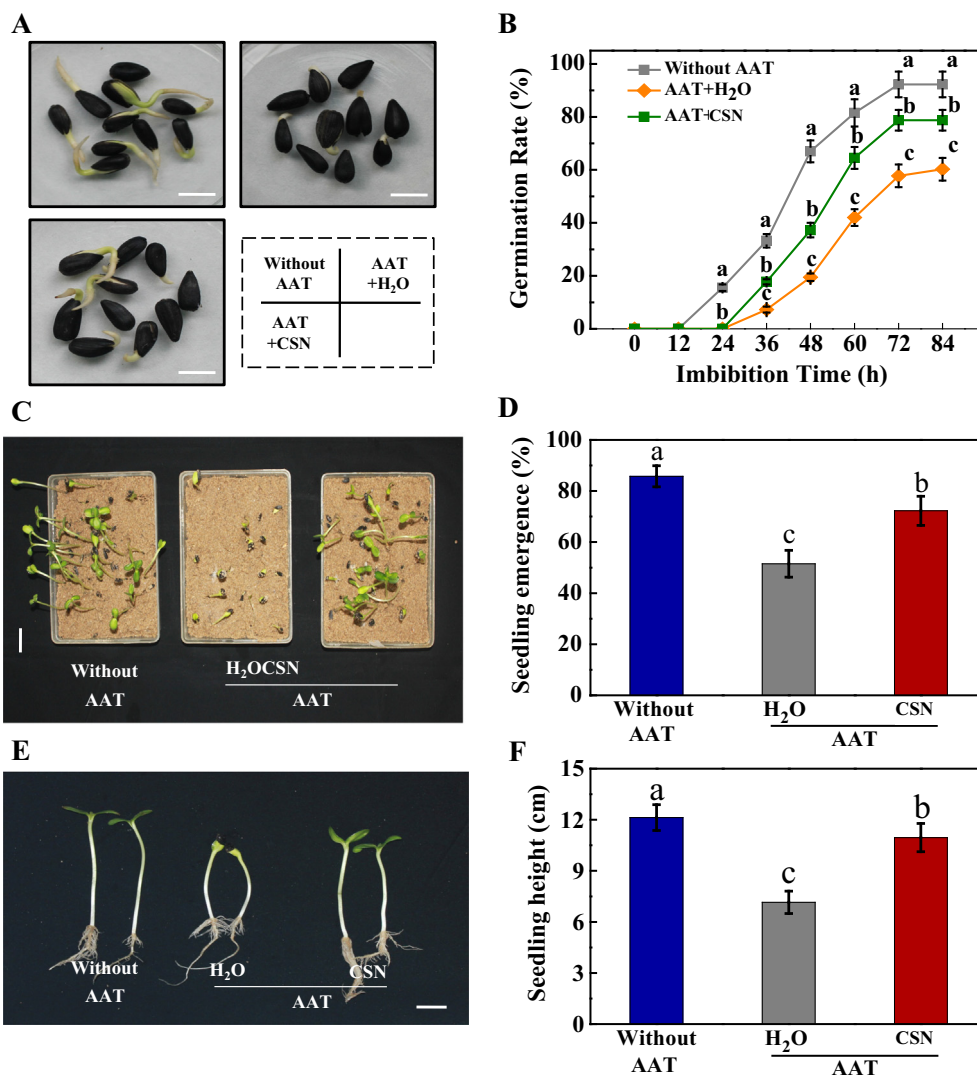 A
Without
AAT
AAT
+H₂O
AAT
+CSN
B
Germination Rate (%)
100
80
60
40
20
0
Without AAT
AAT+H₂O
AAT+CSN
a
a
a
a
a
a
b
b
b
b
b
b
c
c
c
c
c
0 12 24 36 48 60 72 84
Imbibition Time (h)
C
Without
AAT
H₂OCSN
AAT
D
Seedling emergence (%)
100
80
60
40
20
0
a
c
b
Without
AAT
H₂O
CSN
AAT
E
Without
AAT
H₂O
CSN
AAT
F
Seedling height (cm)
15
12
9
6
3
0
a
c
b
Without
AAT
H₂O
CSN
AAT